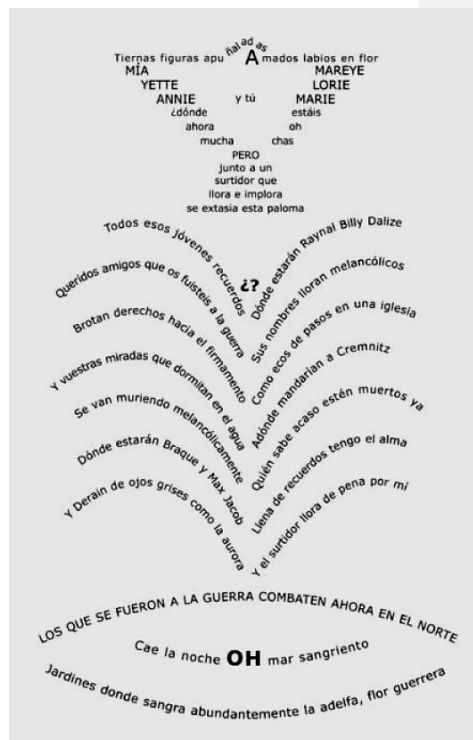 Tiernas figuras apuñaladas Amados labios en flor
MÍA MAREYE
YETTE LORIE
ANNIE y tú MARIE
¿dónde estáis
ahora oh
mucha chas
PERO
junto a un
surtidor que
llora e implora
se extasia esta paloma
¿?
Todos esos jóvenes recuerdos
Queridos amigos que os fuisteis a la guerra
Brotan derechos hacia el firmamento
Y vuestras miradas que dormitan en el agua
Se van muriendo melancólicamente
Dónde estarán Braque y Max Jacob
Y Derain de ojos grises como la aurora
Dónde estarán Raynal Billy Dalize
Sus nombres lloran melancólicos
Como ecos de pasos en una iglesia
Adónde mandarían a Cremnitz
Quién sabe acaso estén muertos ya
Llena de recuerdos tengo el alma
Y el surtidor llora de pena por mí
LOS QUE SE FUERON A LA GUERRA COMBATEN AHORA EN EL NORTE
Cae la noche OH mar sangriento
Jardines donde sangra abundantemente la adelfa, flor guerrera